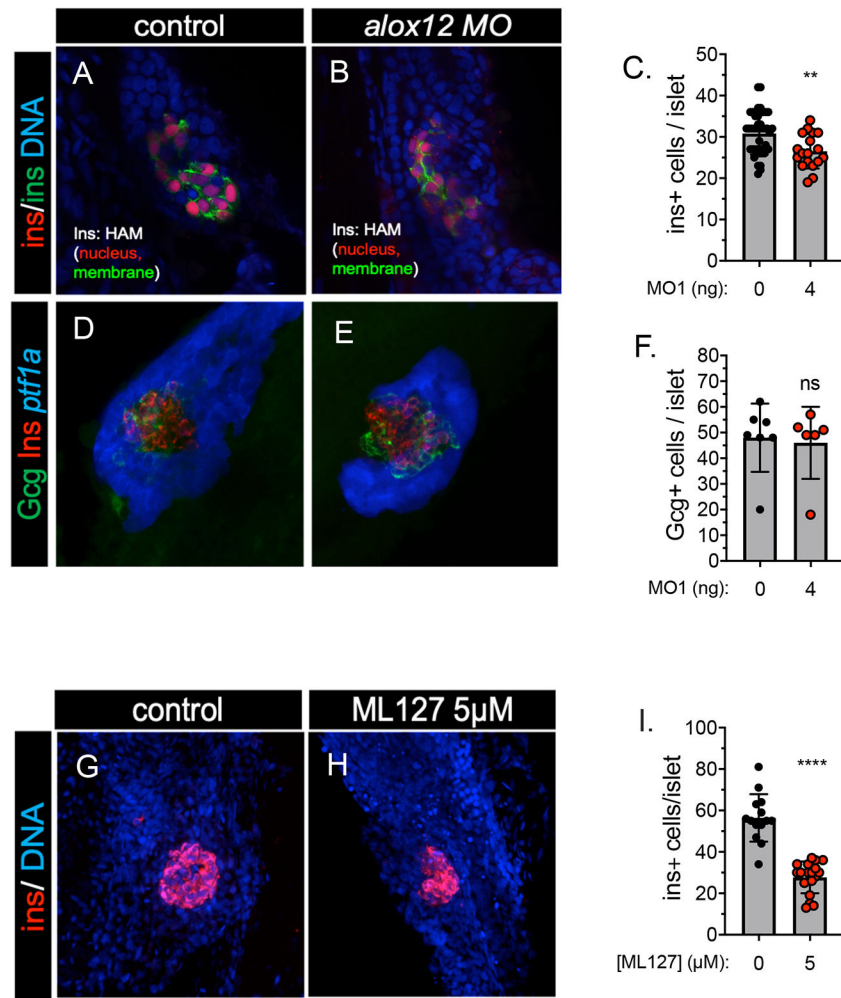 control
alox12 MO
ins/ins DNA
A
Ins: HAM
(nucleus,
membrane)
B
Ins: HAM
(nucleus,
membrane)
C.
ins+ cells / islet
50
40
30
20
10
0
**
MO1 (ng):
0
4
Gcg Ins ptf1a
D
E
F.
Gcg+ cells / islet
80
70
60
50
40
30
20
10
0
ns
MO1 (ng):
0
4
control
ML127 5µM
ins/ DNA
G
H
I.
ins+ cells/islet
100
80
60
40
20
0
****
[ML127] (µM):
0
5